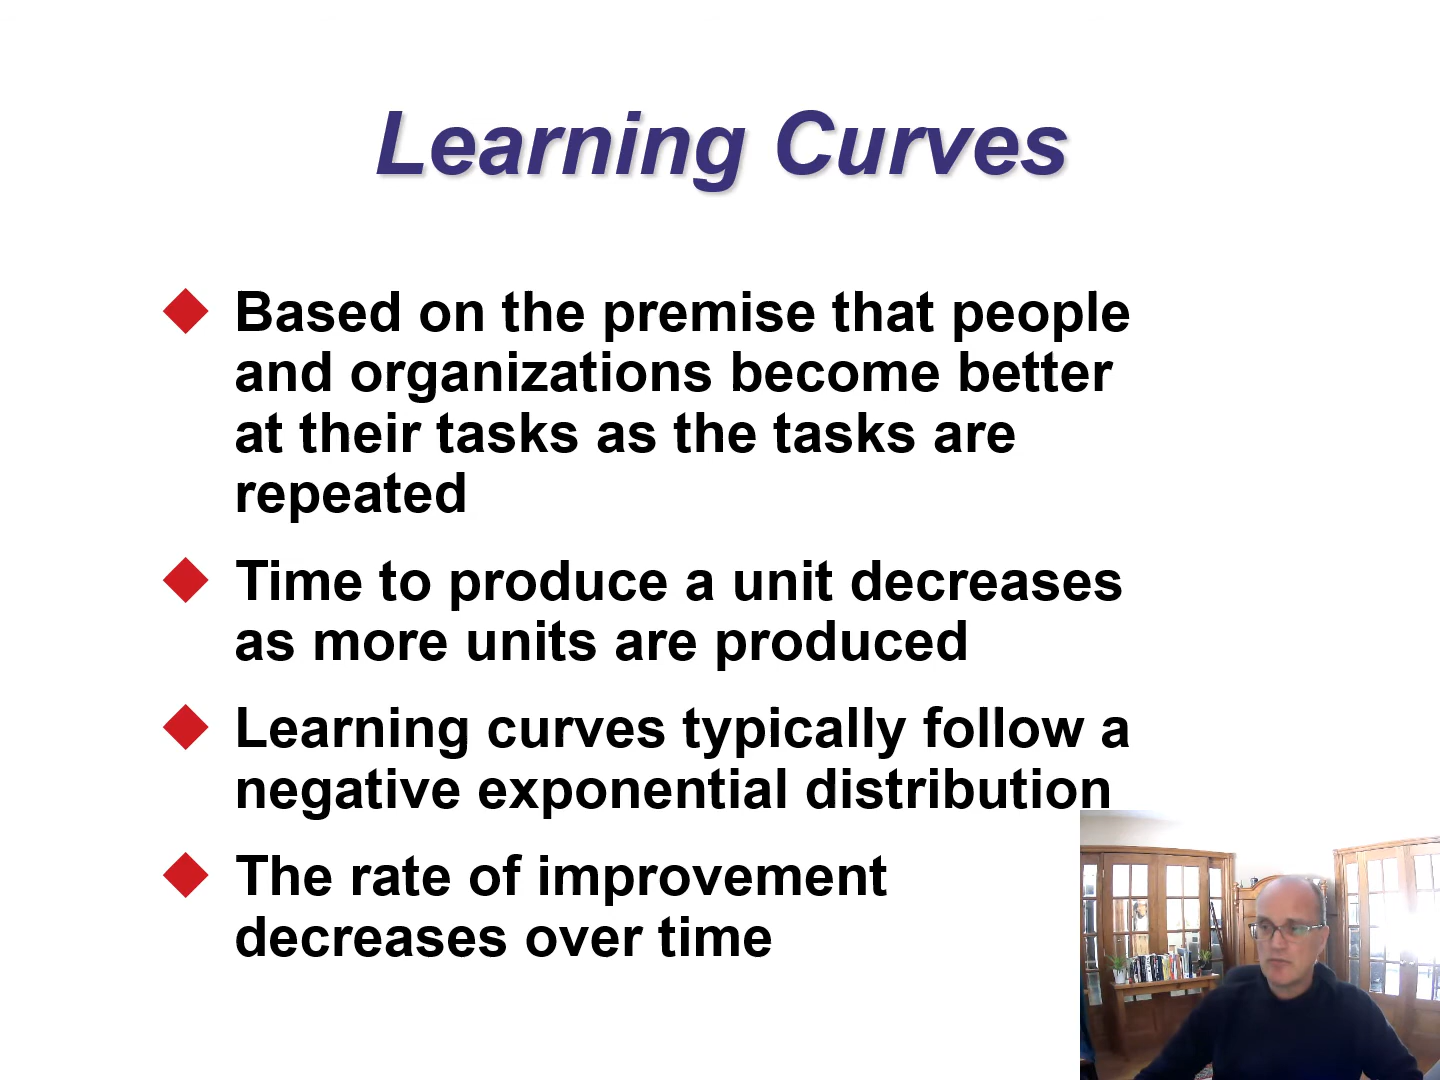 Learning Curves
Based on the premise that people
and organizations become better
at their tasks as the tasks are
repeated
Time to produce a unit decreases
as more units are produced
Learning curves typically follow a
negative exponential distribution
The rate of improvement
decreases over time